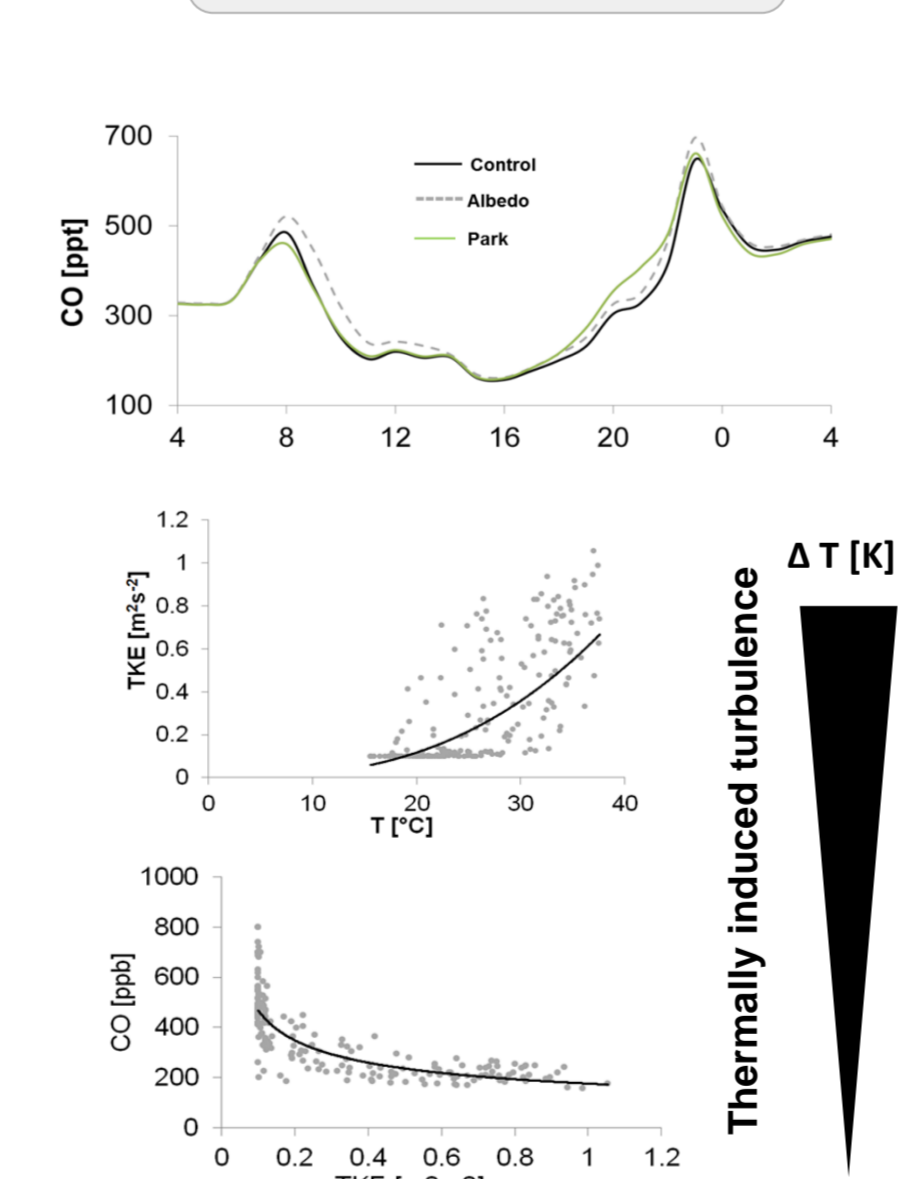 700
500
300
100
CO [ppt]
Control
Albedo
Park
4 8 12 16 20 0 4
1.2
1
0.8
0.6
0.4
0.2
0
TKE [m²s⁻²]
0 10 20 30 40
T [°C]
Δ T [K]
Thermally induced turbulence
1000
800
600
400
200
0
CO [ppb]
0 0.2 0.4 0.6 0.8 1 1.2